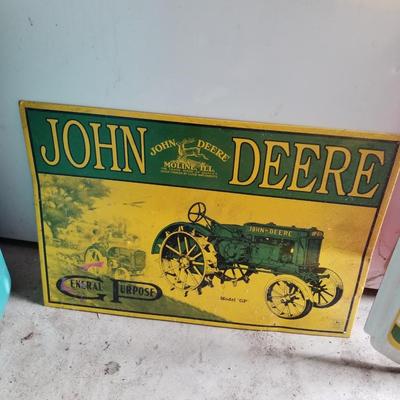 JOHN DEERE
JOHN DEERE
MOLINE, ILL.
JOHN-DEERE
GENERAL PURPOSE
Model "GP"